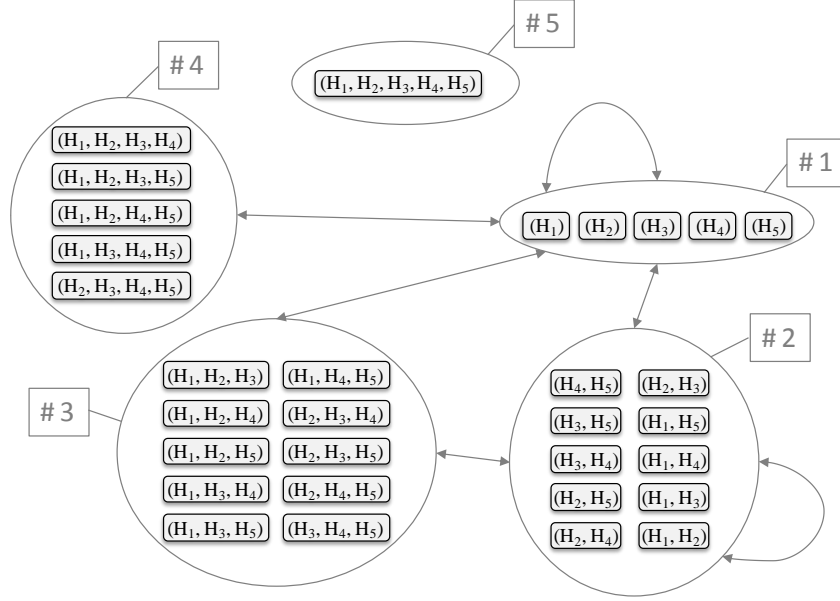 # 5
(H₁, H₂, H₃, H₄, H₅)
# 4
(H₁, H₂, H₃, H₄)
(H₁, H₂, H₃, H₅)
(H₁, H₂, H₄, H₅)
(H₁, H₃, H₄, H₅)
(H₂, H₃, H₄, H₅)
# 1
(H₁) (H₂) (H₃) (H₄) (H₅)
# 3
(H₁, H₂, H₃) (H₁, H₄, H₅)
(H₁, H₂, H₄) (H₂, H₃, H₄)
(H₁, H₂, H₅) (H₂, H₃, H₅)
(H₁, H₃, H₄) (H₂, H₄, H₅)
(H₁, H₃, H₅) (H₃, H₄, H₅)
# 2
(H₄, H₅) (H₂, H₃)
(H₃, H₅) (H₁, H₅)
(H₃, H₄) (H₁, H₄)
(H₂, H₅) (H₁, H₃)
(H₂, H₄) (H₁, H₂)